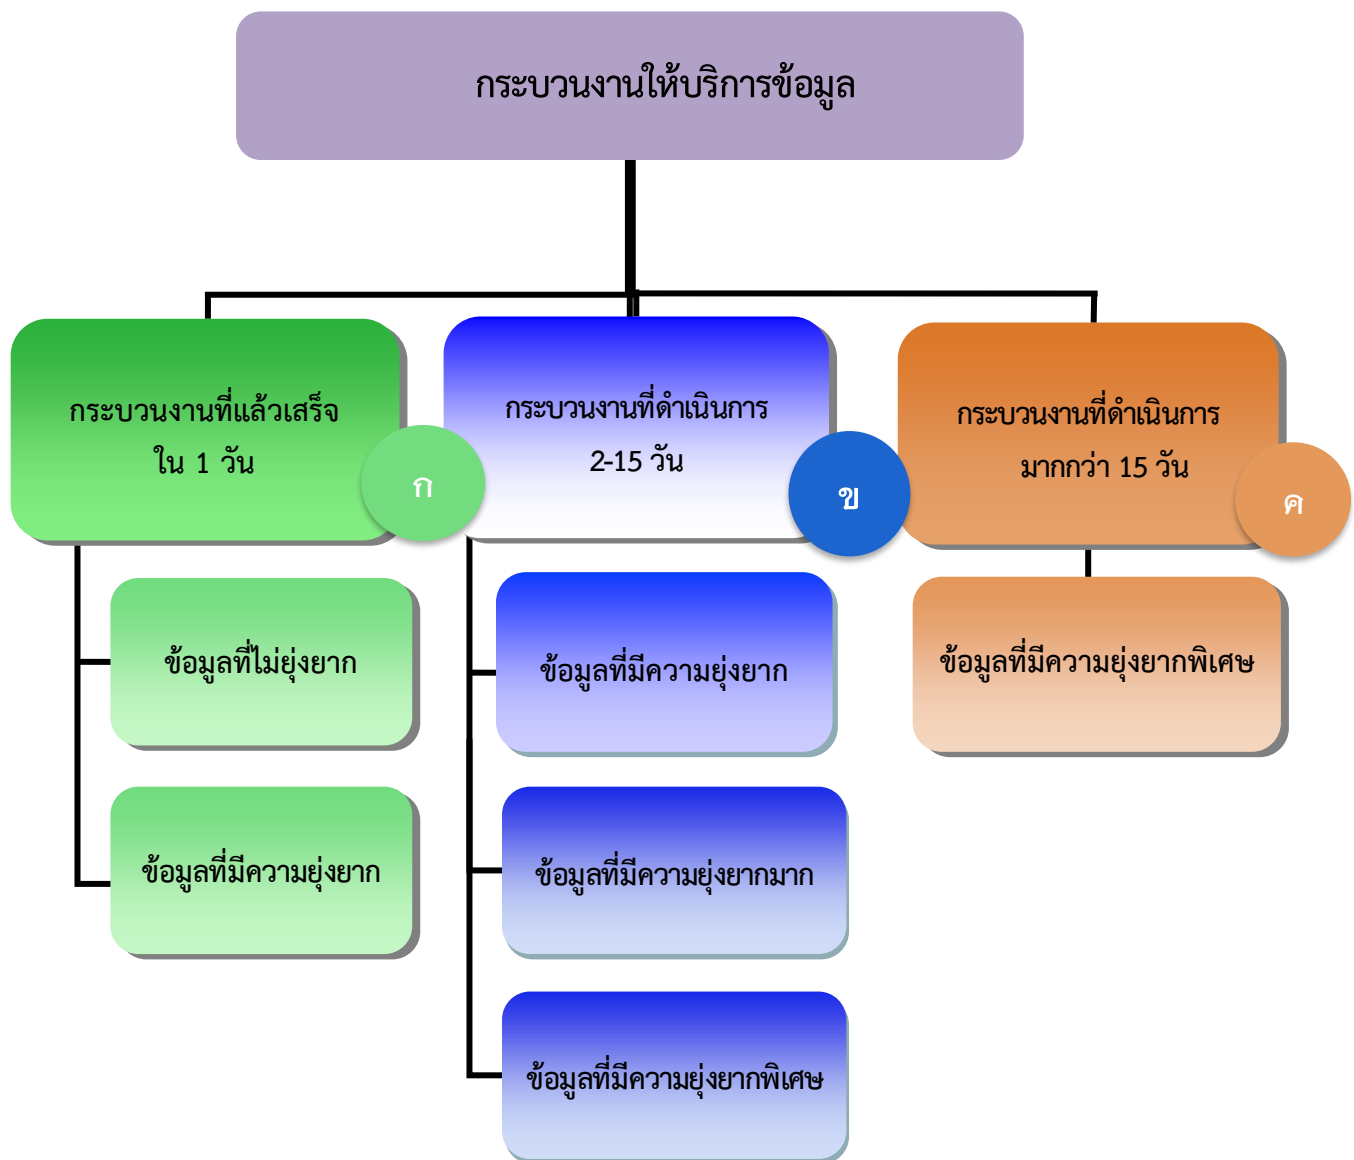 กระบวนงานให้บริการข้อมูล
กระบวนงานที่แล้วเสร็จ
ใน 1 วัน
ก
กระบวนงานที่ดำเนินการ
2-15 วัน
ข
กระบวนงานที่ดำเนินการ
มากกว่า 15 วัน
ค
ข้อมูลที่ไม่ยุ่งยาก
ข้อมูลที่มีความยุ่งยาก
ข้อมูลที่มีความยุ่งยาก
ข้อมูลที่มีความยุ่งยากมาก
ข้อมูลที่มีความยุ่งยากพิเศษ
ข้อมูลที่มีความยุ่งยากพิเศษ